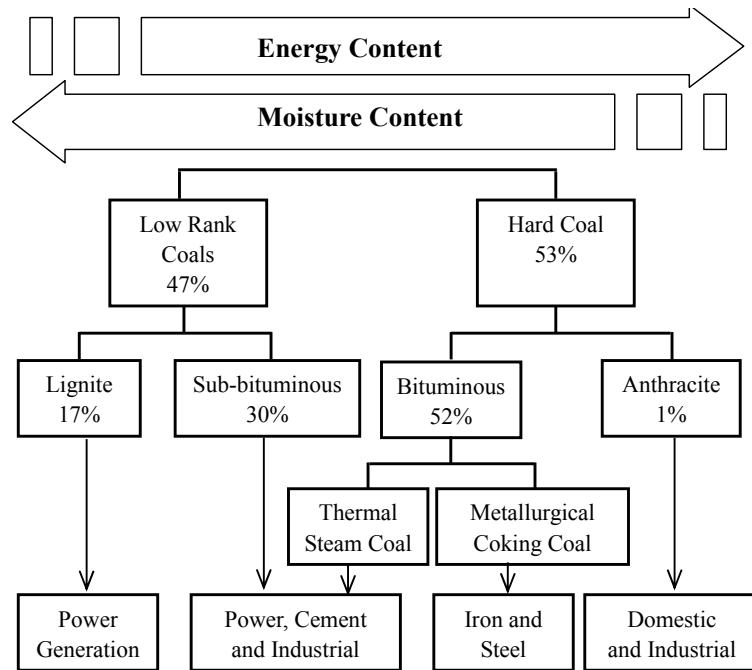 Energy Content
Moisture Content
Low Rank
Coals
47%
Hard Coal
53%
Lignite
17%
Sub-bituminous
30%
Bituminous
52%
Anthracite
1%
Thermal
Steam Coal
Metallurgical
Coking Coal
Power
Generation
Power, Cement
and Industrial
Iron and
Steel
Domestic
and Industrial